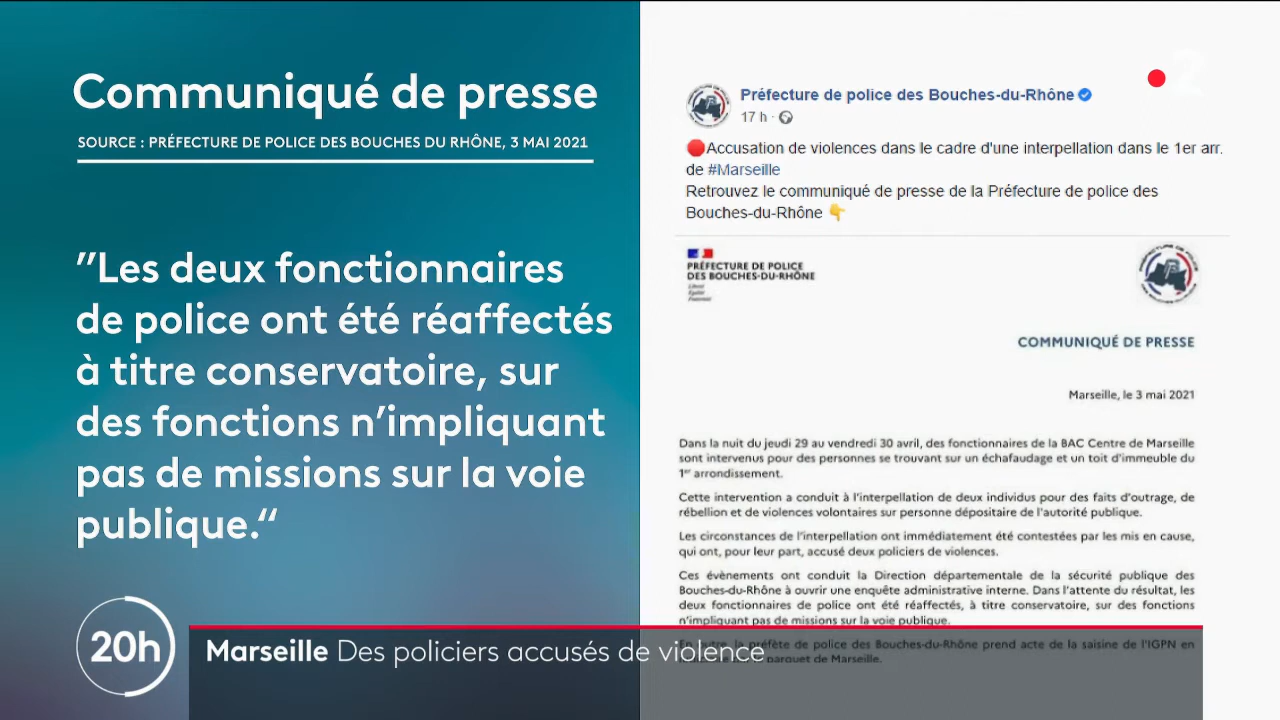 Communiqué de presse
SOURCE : PRÉFECTURE DE POLICE DES BOUCHES DU RHÔNE, 3 MAI 2021
"Les deux fonctionnaires
de police ont été réaffectés
à titre conservatoire, sur
des fonctions n'impliquant
pas de missions sur la voie
publique."
2
Préfecture de police des Bouches-du-Rhône
17 h ·
Accusation de violences dans le cadre d'une interpellation dans le 1er arr.
de #Marseille
Retrouvez le communiqué de presse de la Préfecture de police des
Bouches-du-Rhône
PRÉFECTURE DE POLICE
DES BOUCHES-DU-RHÔNE
Liberté
Égalité
Fraternité
COMMUNIQUÉ DE PRESSE
Marseille, le 3 mai 2021
Dans la nuit du jeudi 29 au vendredi 30 avril, des fonctionnaires de la BAC Centre de Marseille
sont intervenus pour des personnes se trouvant sur un échafaudage et un toit d'immeuble du
1er arrondissement.
Cette intervention a conduit à l'interpellation de deux individus pour des faits d'outrage, de
rébellion et de violences volontaires sur personne dépositaire de l'autorité publique.
Les circonstances de l'interpellation ont immédiatement été contestées par les mis en cause,
qui ont, pour leur part, accusé deux policiers de violences.
Ces évènements ont conduit la Direction départementale de la sécurité publique des
Bouches-du-Rhône à ouvrir une enquête administrative interne. Dans l'attente du résultat, les
deux fonctionnaires de police ont été réaffectés, à titre conservatoire, sur des fonctions
n'impliquant pas de missions sur la voie publique.
En outre, la préfète de police des Bouches-du-Rhône prend acte de la saisine de l'IGPN en
parquet de Marseille.
20h
Marseille Des policiers accusés de violence